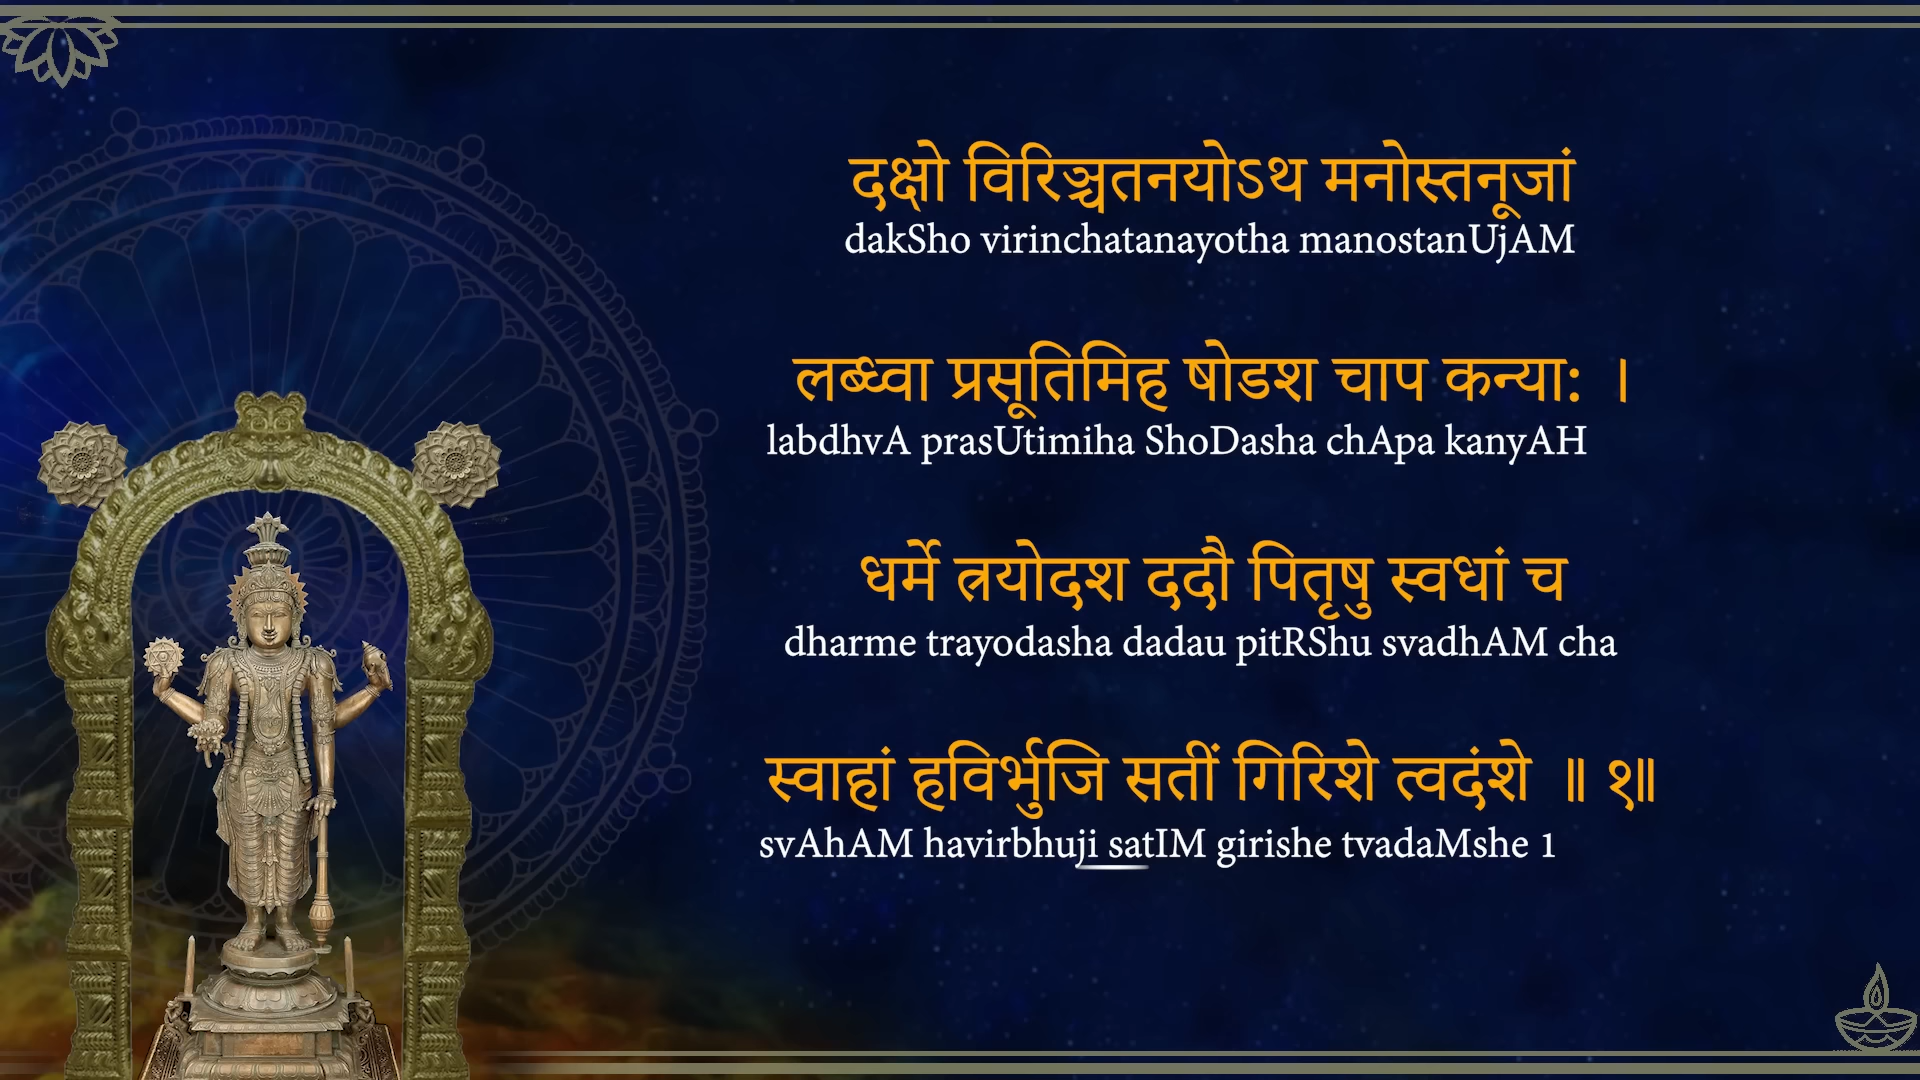 दक्षो विरिञ्चतनयोऽथ मनोस्तनूजां
dakSho virinchatanayotha manostanUjAM
लब्ध्वा प्रसूतिमिह षोडश चाप कन्या: ।
labdhvA prasUtimiha ShoDasha chApa kanyAH
धर्मे त्रयोदश ददौ पितृषु स्वधां च
dharme trayodasha dadau pitRShu svadhAM cha
स्वाहां हविर्भुजि सतीं गिरिशे त्वदंशे ॥ १॥
svAhAM havirbhuji satIM girishe tvadaMshe 1